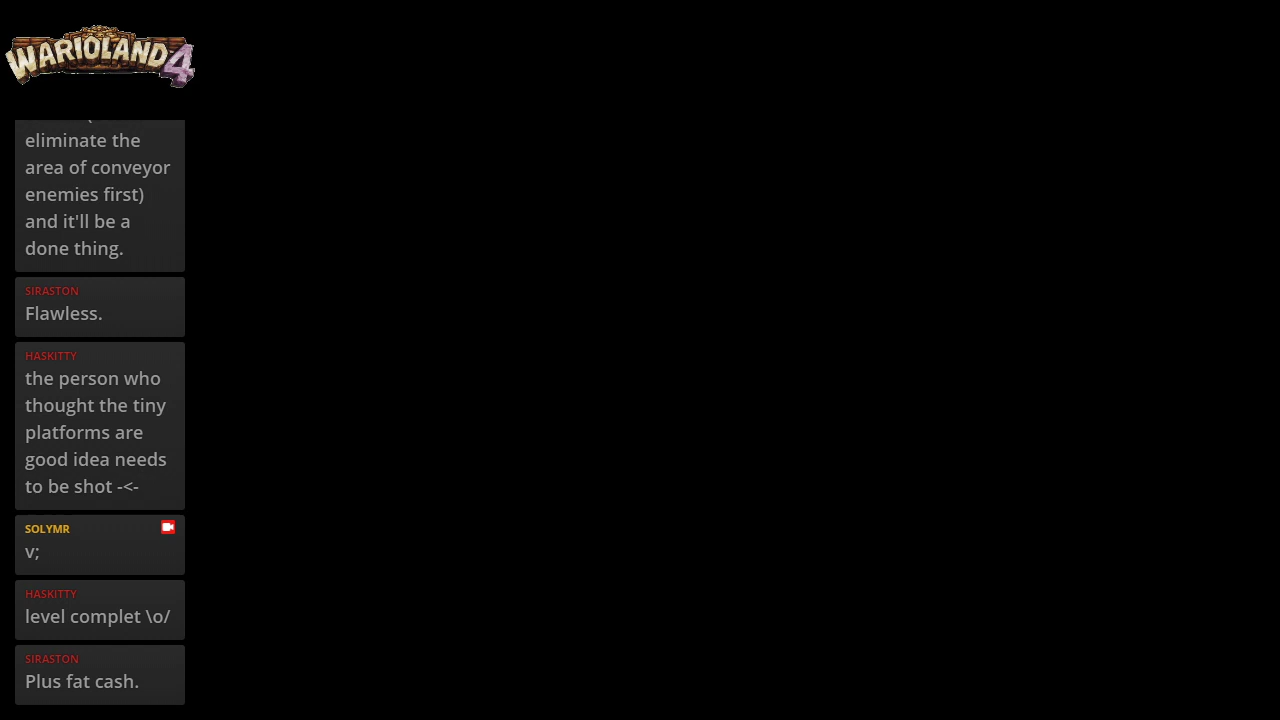 WARIOLAND 4
eliminate the
area of conveyor
enemies first)
and it'll be a
done thing.
SIRASTON
Flawless.
HASKITTY
the person who
thought the tiny
platforms are
good idea needs
to be shot -<-
SOLYMR
v;
HASKITTY
level complet \o/
SIRASTON
Plus fat cash.